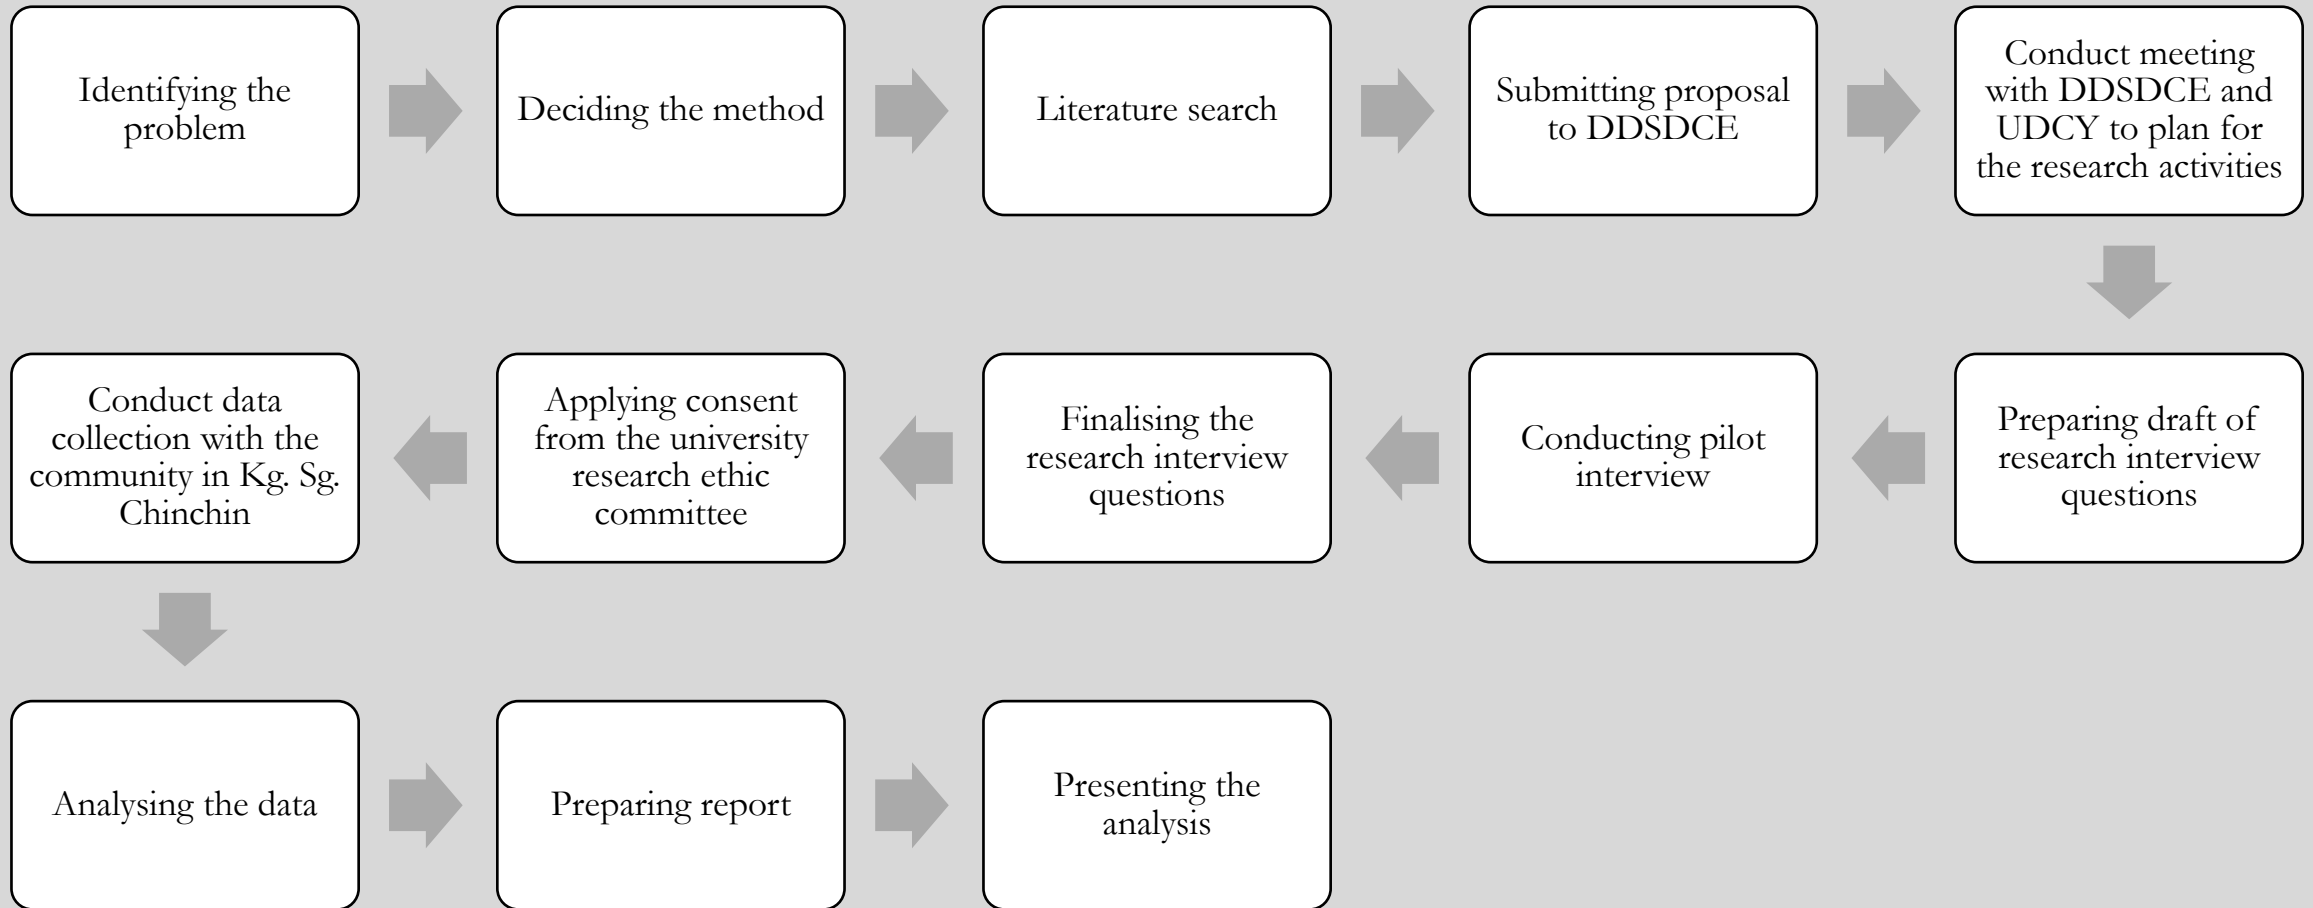 Identifying the
problem
Deciding the method
Literature search
Submitting proposal
to DDSDCE
Conduct meeting
with DDSDCE and
UDCY to plan for
the research activities
Preparing draft of
research interview
questions
Conducting pilot
interview
Finalising the
research interview
questions
Applying consent
from the university
research ethic
committee
Conduct data
collection with the
community in Kg. Sg.
Chinchin
Analysing the data
Preparing report
Presenting the
analysis